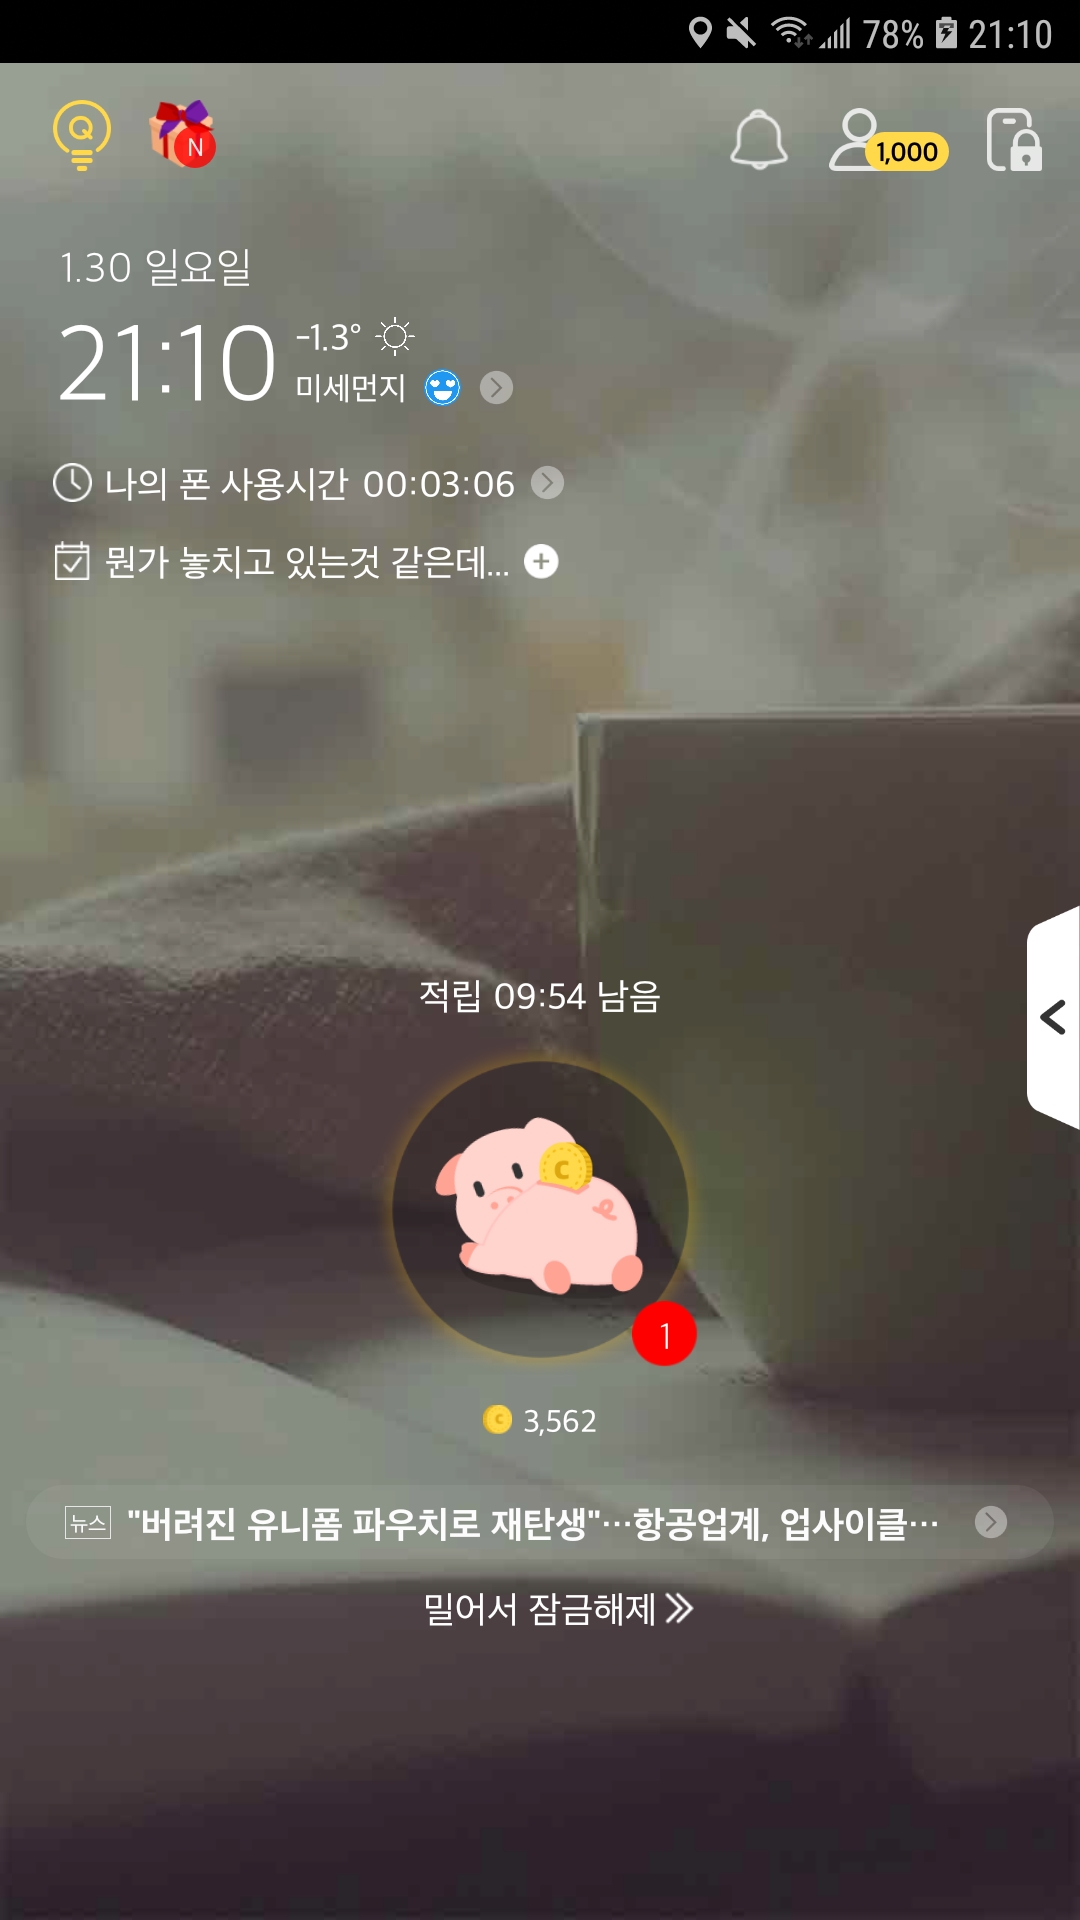 78% 21:10
Q N 1,000
1.30 일요일
21:10 -1.3°
미세먼지
나의 폰 사용시간 00:03:06
뭔가 놓치고 있는것 같은데...
적립 09:54 남음
c
1
c 3,562
뉴스 "버려진 유니폼 파우치로 재탄생"…항공업계, 업사이클…
밀어서 잠금해제